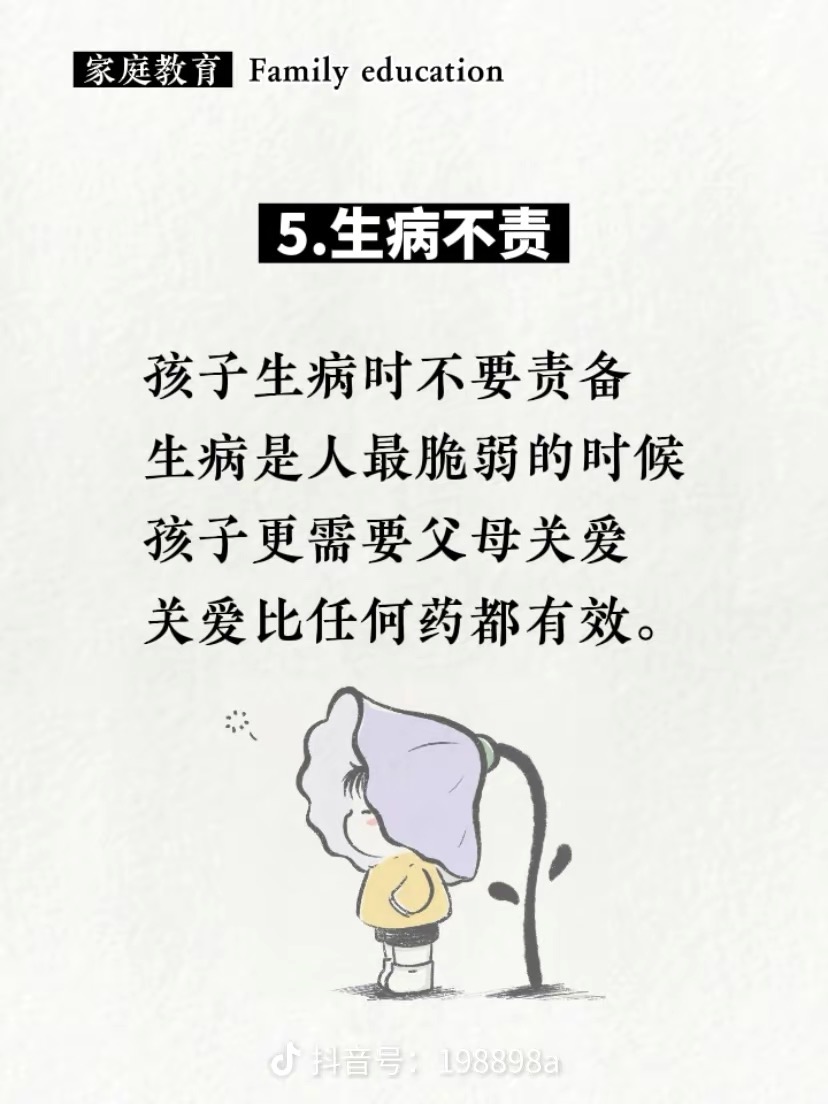 家庭教育 Family education
5.生病不责
孩子生病时不要责备
生病是人最脆弱的时候
孩子更需要父母关爱
关爱比任何药都有效。
抖音号：198898a